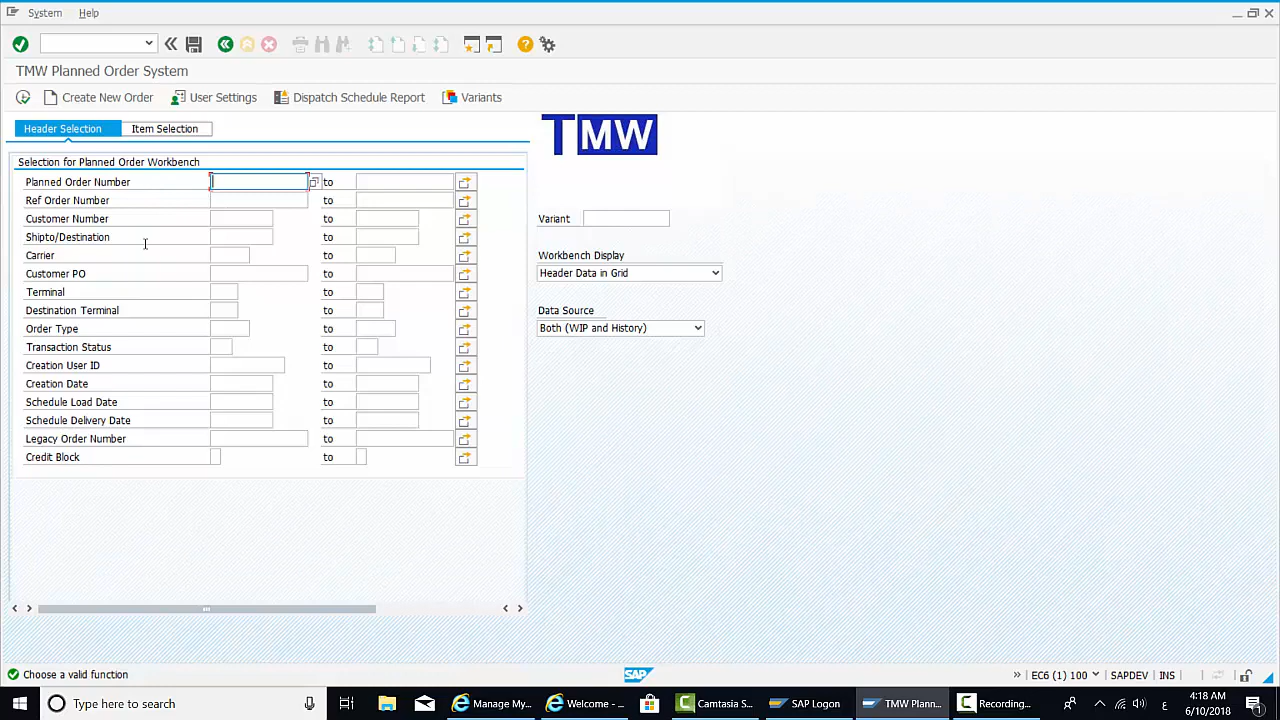 System Help
TMW Planned Order System
Create New Order User Settings Dispatch Schedule Report Variants
Header Selection Item Selection
TMW
Selection for Planned Order Workbench
Planned Order Number to
Ref Order Number to
Customer Number to
Variant
Shipto/Destination to
Carrier to
Workbench Display
Customer PO to
Header Data in Grid
Terminal to
Destination Terminal to
Data Source
Order Type to
Both (WIP and History)
Transaction Status to
Creation User ID to
Creation Date to
Schedule Load Date to
Schedule Delivery Date to
Legacy Order Number to
Credit Block to
Choose a valid function
SAP
EC6 (1) 100 SAPDEV INS
Type here to search
Manage My...
Welcome - ...
Camtasia S...
SAP Logon
TMW Plann...
Recording...
ع
4:18 AM
6/10/2018